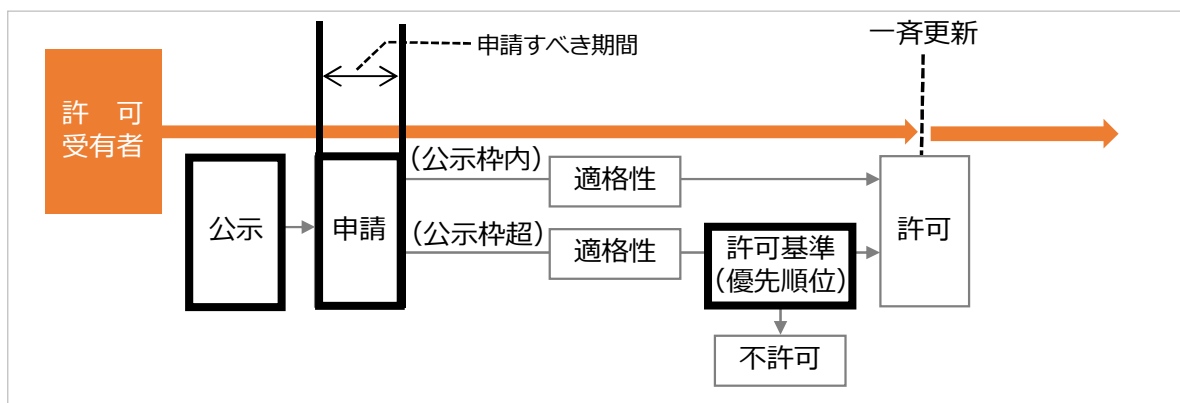 申請すべき期間
一斉更新
許　可
受有者
公示
申請
（公示枠内）
適格性
（公示枠超）
適格性
許可基準
（優先順位）
許可
不許可